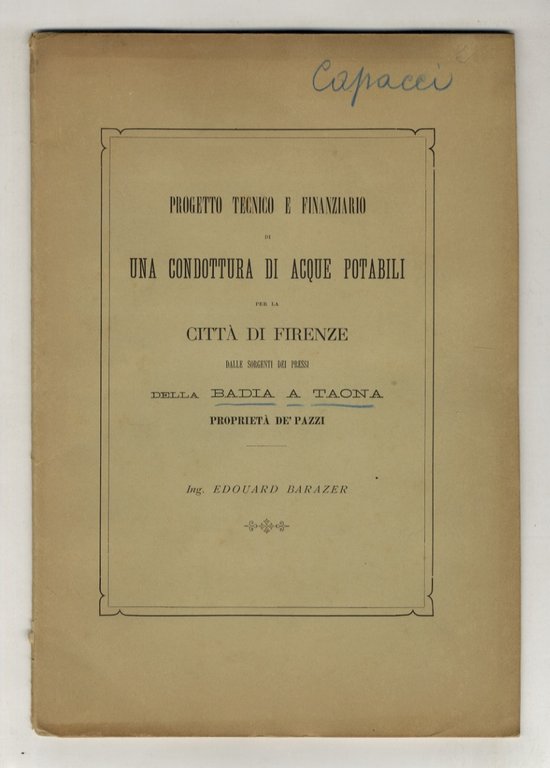 Capacci
PROGETTO TECNICO E FINANZIARIO
DI
UNA CONDOTTURA DI ACQUE POTABILI
PER LA
CITTÀ DI FIRENZE
DALLE SORGENTI DEI PRESSI
DELLA BADIA A TAONA
PROPRIETÀ DE' PAZZI
Ing. EDOUARD BARAZER